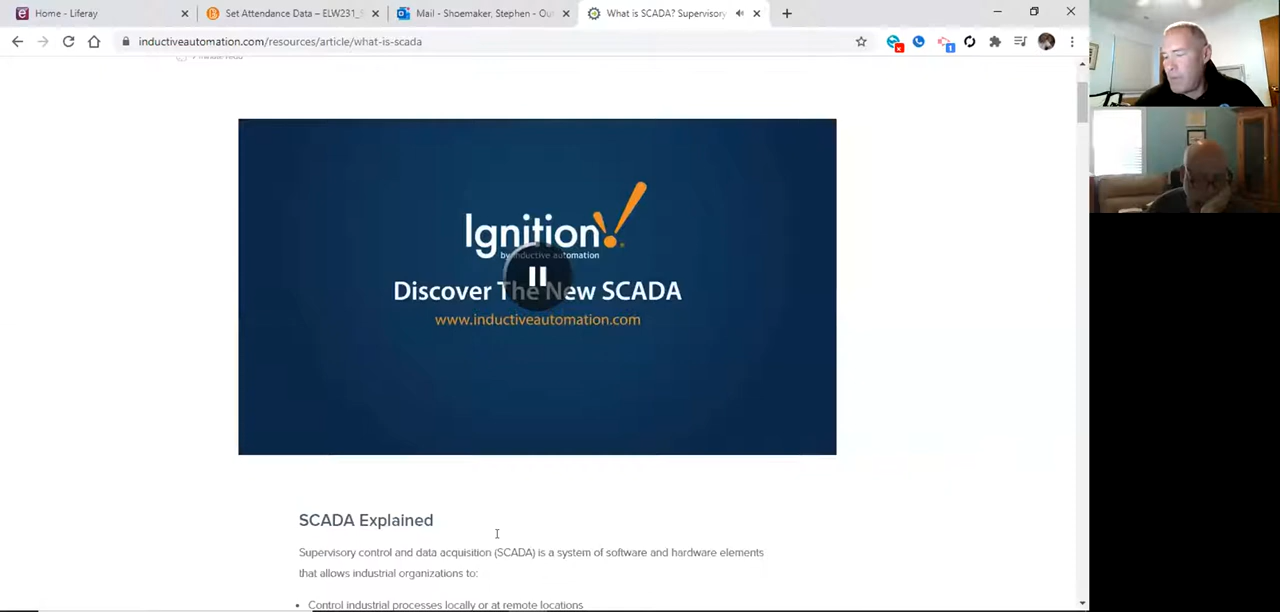 Home - Liferay
Set Attendance Data – ELW231_S
Mail - Shoemaker, Stephen - Ou
What is SCADA? Supervisory
inductiveautomation.com/resources/article/what-is-scada
Ignition!
by inductive automation
Discover The New SCADA
www.inductiveautomation.com
SCADA Explained
Supervisory control and data acquisition (SCADA) is a system of software and hardware elements
that allows industrial organizations to:
• Control industrial processes locally or at remote locations